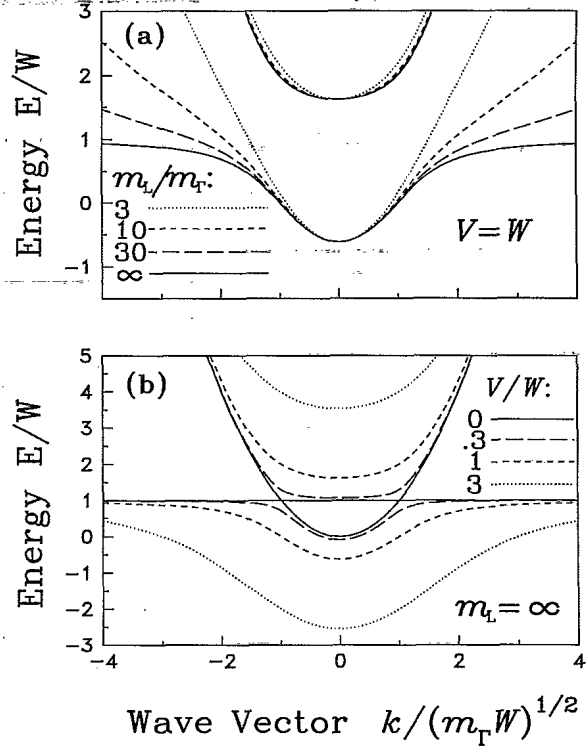 (a)
Energy E/W
3
2
1
0
−1
m_L/m_Γ:
3
10
30
∞
V=W
(b)
Energy E/W
5
4
3
2
1
0
−1
−2
−3
V/W:
0
.3
1
3
m_L=∞
−4 −2 0 2 4
Wave Vector k/(m_ΓW)^1/2